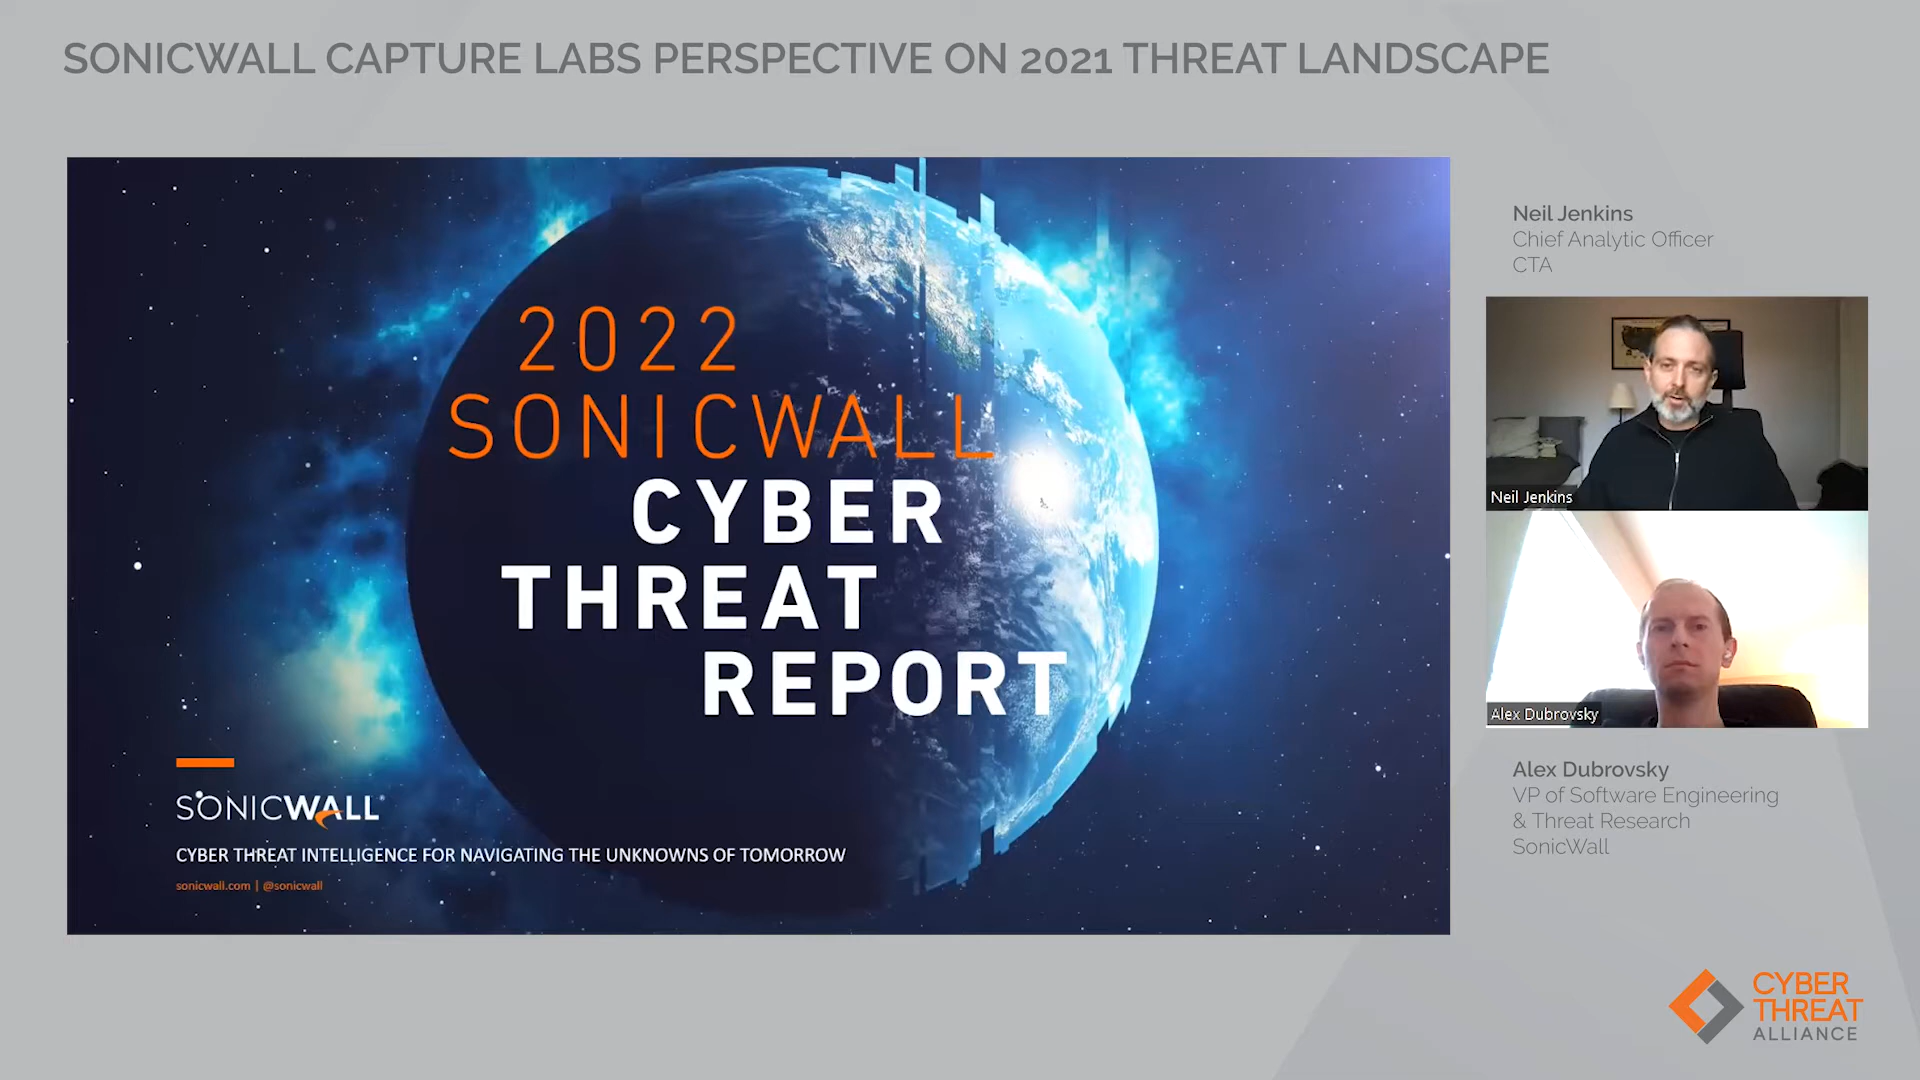 SONICWALL CAPTURE LABS PERSPECTIVE ON 2021 THREAT LANDSCAPE
2022
SONICWALL
CYBER
THREAT
REPORT
SONICWALL®
CYBER THREAT INTELLIGENCE FOR NAVIGATING THE UNKNOWNS OF TOMORROW
sonicwall.com | @sonicwall
Neil Jenkins
Chief Analytic Officer
CTA
Neil Jenkins
Alex Dubrovsky
Alex Dubrovsky
VP of Software Engineering
& Threat Research
SonicWall
CYBER
THREAT
ALLIANCE